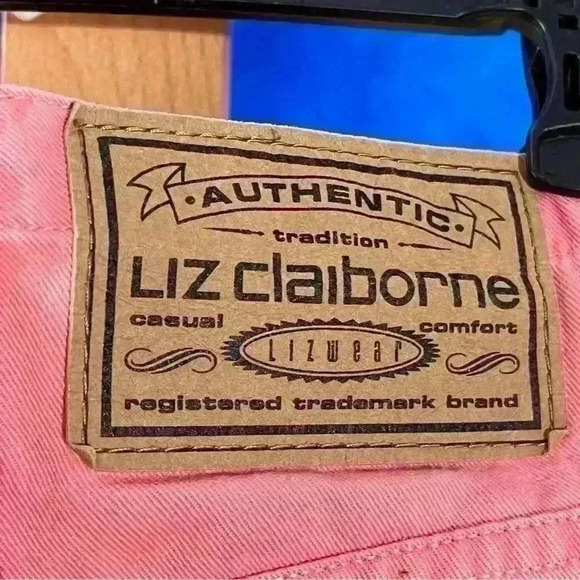 · AUTHENTIC ·
tradition
LIZ claiborne
casual comfort
LIZwear
registered trademark brand